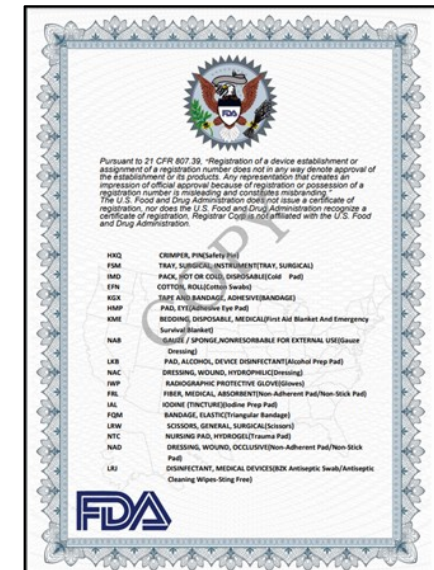 FDA
Pursuant to 21 CFR 807.39, "Registration of a device establishment or
assignment of a registration number does not in any way denote approval of
the establishment or its products. Any representation that creates an
impression of official approval because of registration or possession of a
registration number is misleading and constitutes misbranding."
The U.S. Food and Drug Administration does not issue a certificate of
registration, nor does the U.S. Food and Drug Administration recognize a
certificate of registration, Registrar Corp is not affiliated with the U.S. Food
and Drug Administration.
COPY
HXQ CRIMPER, PIN(Safety Pin)
FSM TRAY, SURGICAL, INSTRUMENT(TRAY, SURGICAL)
IMD PACK, HOT OR COLD, DISPOSABLE(Cold Pad)
EFN COTTON, ROLL(Cotton Swabs)
KGX TAPE AND BANDAGE, ADHESIVE(BANDAGE)
HMP PAD, EYE(Adhesive Eye Pad)
KME BEDDING, DISPOSABLE, MEDICAL(First Aid Blanket And Emergency
Survival Blanket)
NAB GAUZE / SPONGE,NONRESORBABLE FOR EXTERNAL USE(Gauze
Dressing)
LKB PAD, ALCOHOL, DEVICE DISINFECTANT(Alcohol Prep Pad)
NAC DRESSING, WOUND, HYDROPHILIC(Dressing)
IWP RADIOGRAPHIC PROTECTIVE GLOVE(Gloves)
FRL FIBER, MEDICAL, ABSORBENT(Non-Adherent Pad/Non-Stick Pad)
IAL IODINE (TINCTURE)(Iodine Prep Pad)
FQM BANDAGE, ELASTIC(Triangular Bandage)
LRW SCISSORS, GENERAL, SURGICAL(Scissors)
NTC NURSING PAD, HYDROGEL(Trauma Pad)
NAD DRESSING, WOUND, OCCLUSIVE(Non-Adherent Pad/Non-Stick
Pad)
LRJ DISINFECTANT, MEDICAL DEVICES(BZK Antiseptic Swab/Antiseptic
Cleaning Wipes-Sting Free)
FDA